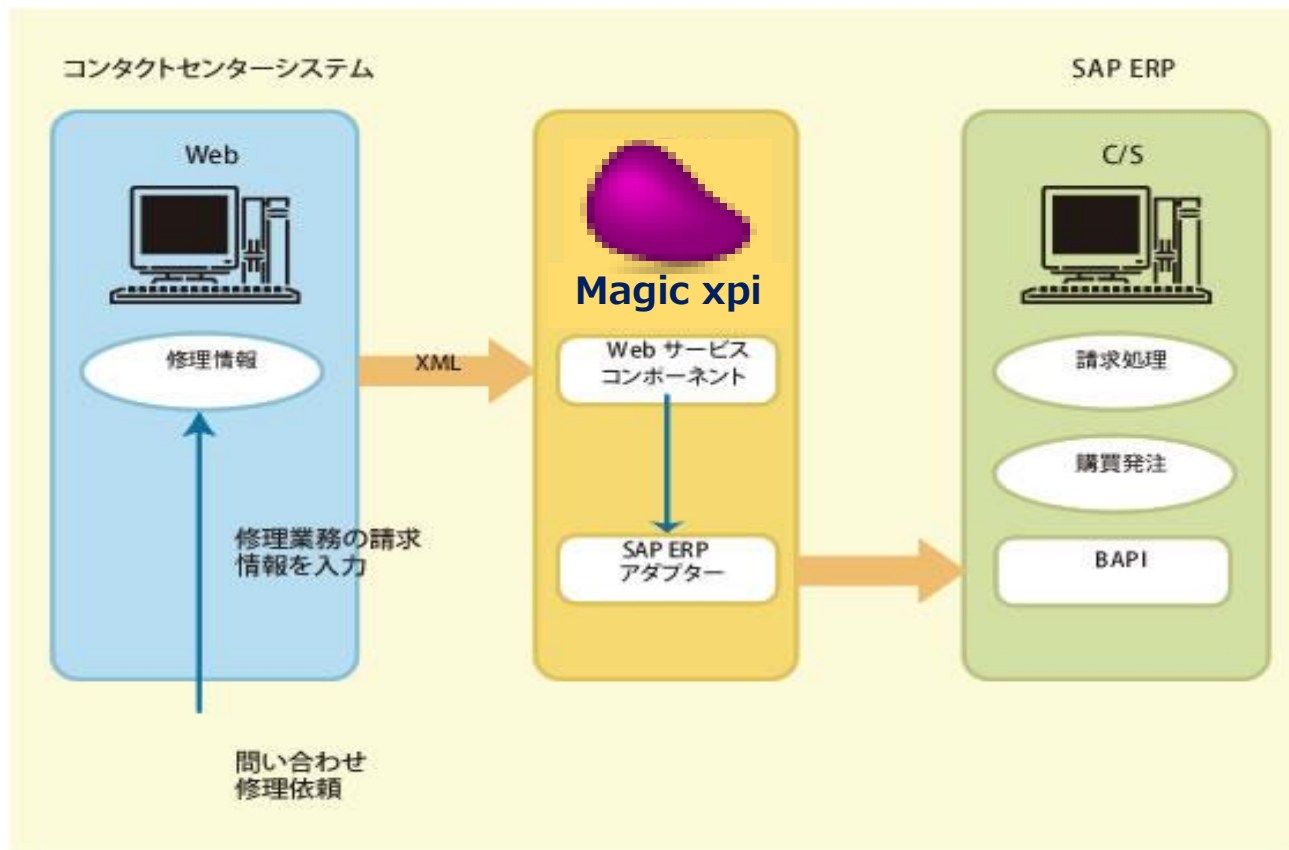 コンタクトセンターシステム
Web
修理情報
修理業務の請求
情報を入力
問い合わせ
修理依頼
XML
Magic xpi
Web サービス
コンポーネント
SAP ERP
アダプター
SAP ERP
C/S
請求処理
購買発注
BAPI